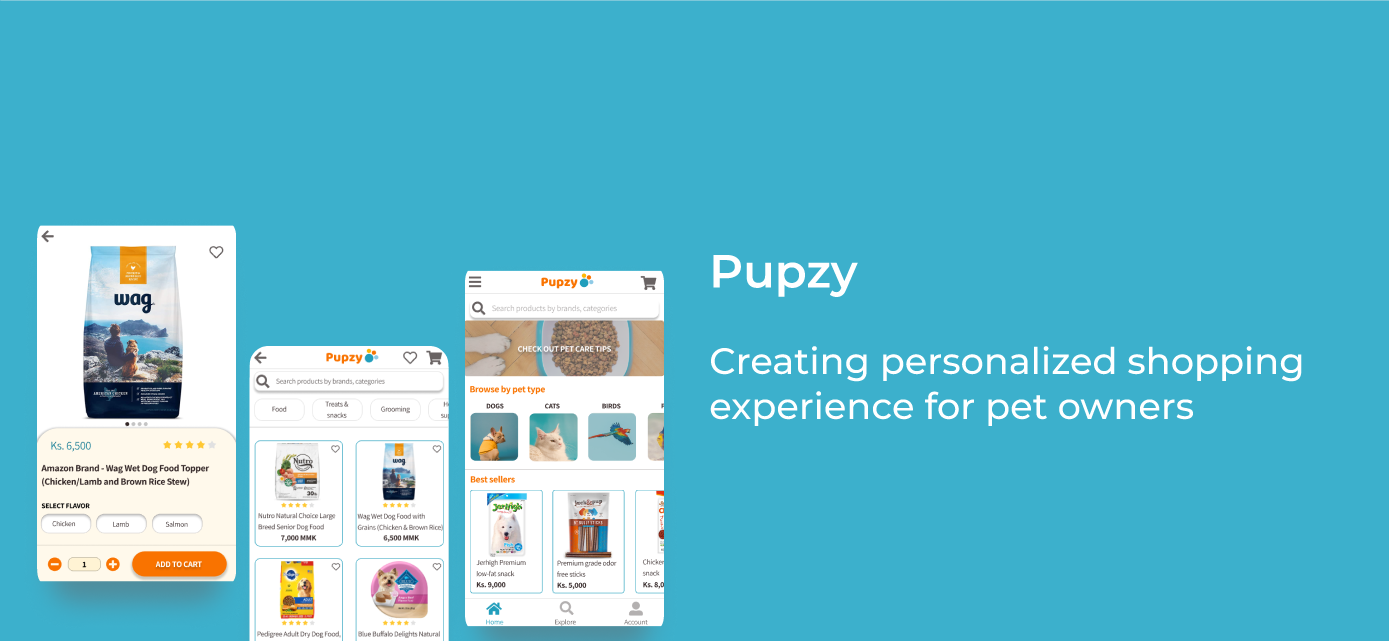 wag
AMERICAN CHICKEN
Ks. 6,500
Amazon Brand - Wag Wet Dog Food Topper
(Chicken/Lamb and Brown Rice Stew)
SELECT FLAVOR
Chicken Lamb Salmon
1 ADD TO CART
Pupzy
Search products by brands, categories
Food Treats & Grooming
snacks
Nutro wag
Nutro Natural Choice Large Wag Wet Dog Food with
Breed Senior Dog Food Grains (Chicken & Brown Rice)
7,000 MMK 6,500 MMK
Pedigree Adult Dry Dog Food, Blue Buffalo Delights Natural
Pupzy
Search products by brands, categories
CHECK OUT PET CARE TIPS
Browse by pet type
DOGS CATS BIRDS
Best sellers
JerHigh
Jerhigh Premium Premium grade odor Chicken
low-fat snack free sticks snack
Ks. 9,000 Ks. 5,000 Ks. 8,0
Home Explore Account
Pupzy
Creating personalized shopping
experience for pet owners